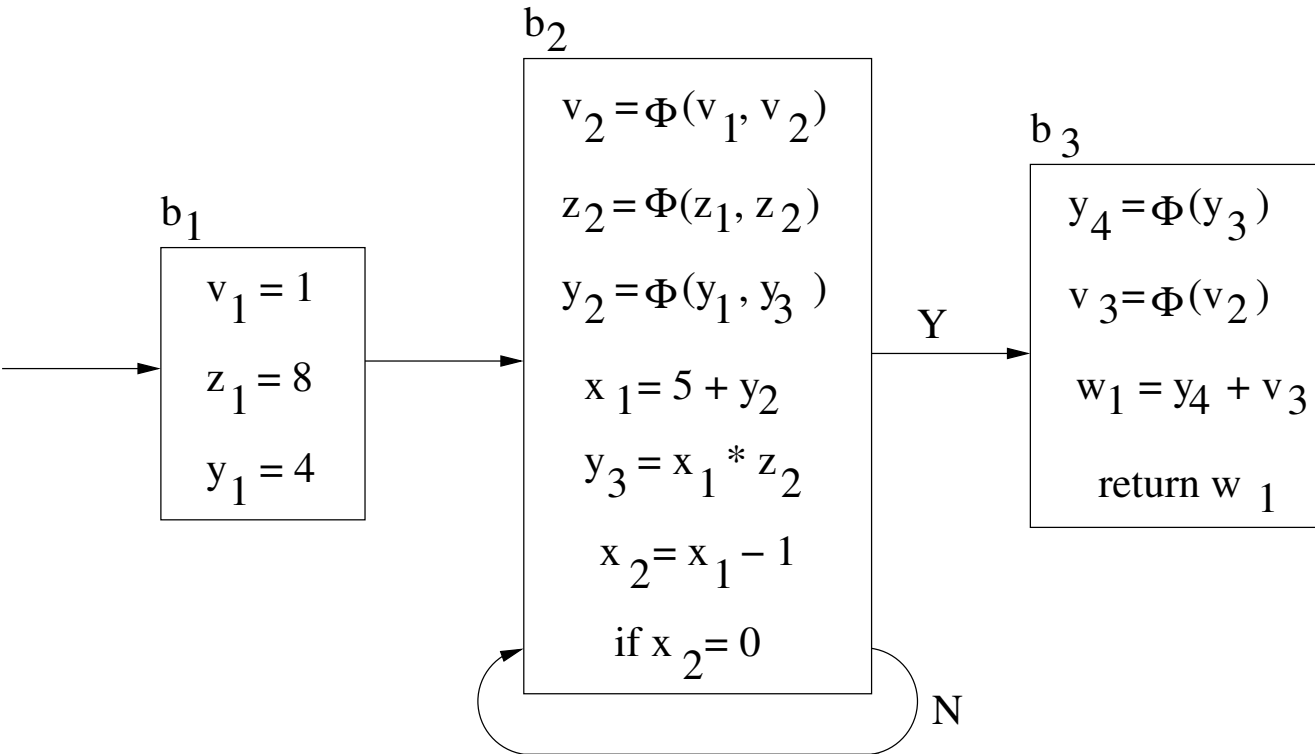 b1
v1 = 1
z1 = 8
y1 = 4
b2
v2 = Φ(v1, v2)
z2 = Φ(z1, z2)
y2 = Φ(y1, y3 )
x1 = 5 + y2
y3 = x1 * z2
x2 = x1 − 1
if x2 = 0
N
Y
b3
y4 = Φ(y3)
v3 = Φ(v2)
w1 = y4 + v3
return w1